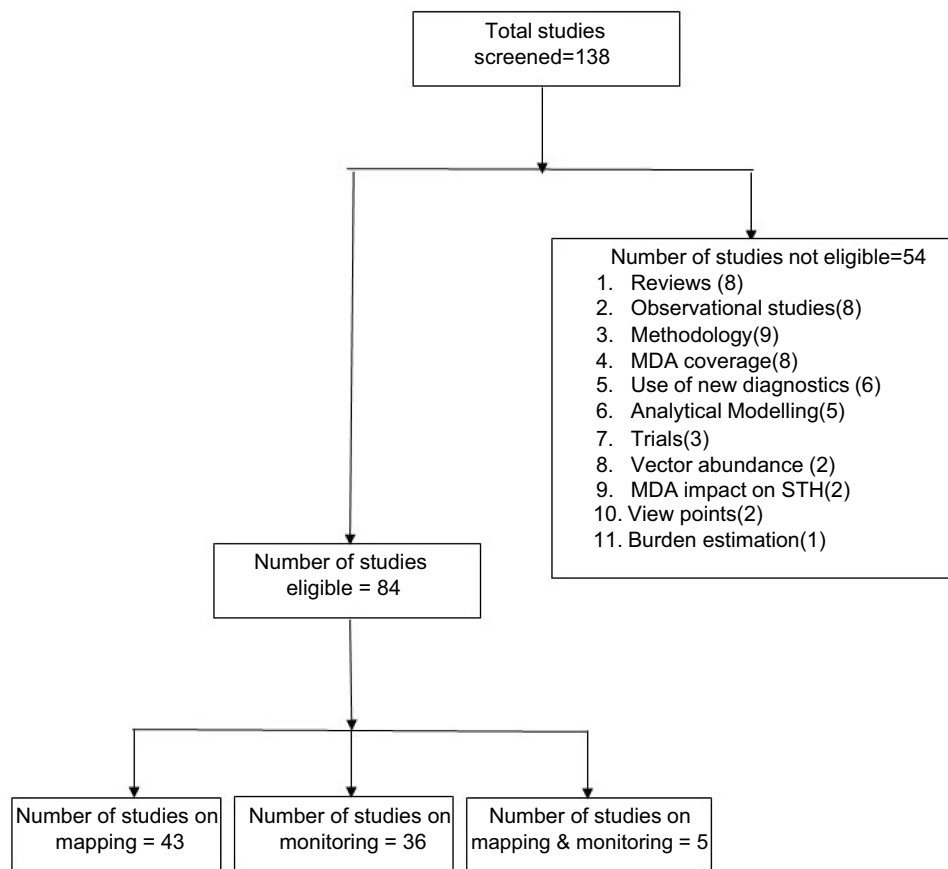 Total studies
screened=138
Number of studies not eligible=54
1. Reviews (8)
2. Observational studies(8)
3. Methodology(9)
4. MDA coverage(8)
5. Use of new diagnostics (6)
6. Analytical Modelling(5)
7. Trials(3)
8. Vector abundance (2)
9. MDA impact on STH(2)
10. View points(2)
11. Burden estimation(1)
Number of studies
eligible = 84
Number of studies on
mapping = 43
Number of studies on
monitoring = 36
Number of studies on
mapping & monitoring = 5